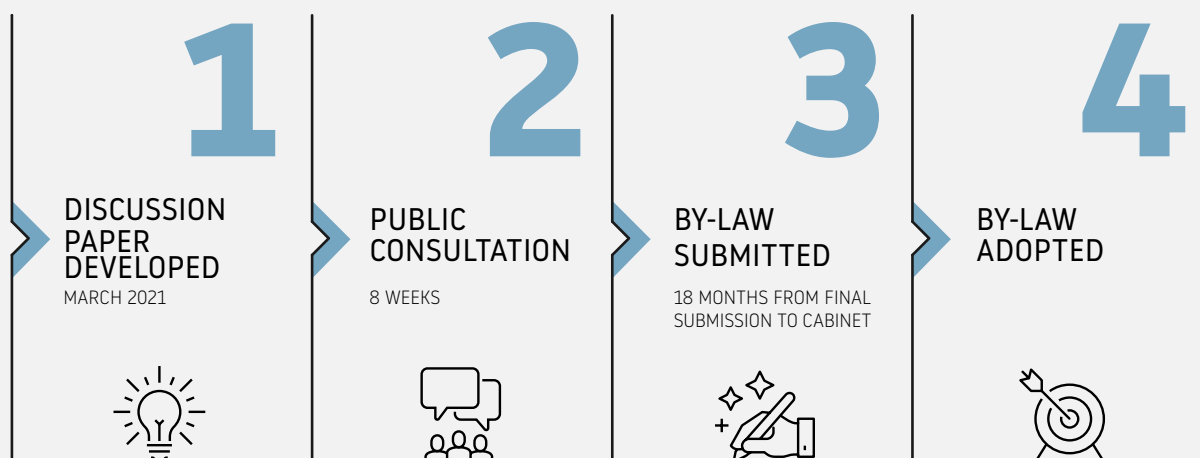 1
DISCUSSION
PAPER
DEVELOPED
MARCH 2021
2
PUBLIC
CONSULTATION
8 WEEKS
3
BY-LAW
SUBMITTED
18 MONTHS FROM FINAL
SUBMISSION TO CABINET
4
BY-LAW
ADOPTED